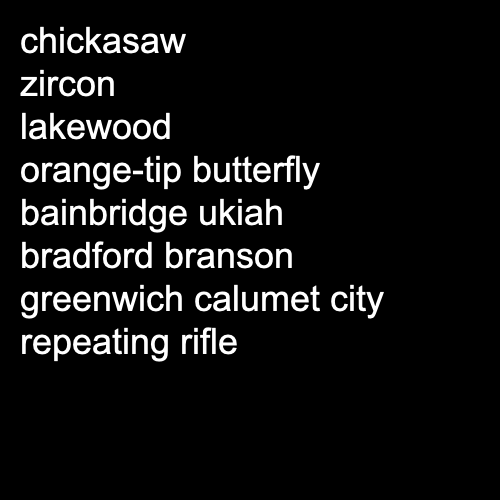 chickasaw
zircon
lakewood
orange-tip butterfly
bainbridge ukiah
bradford branson
greenwich calumet city
repeating rifle